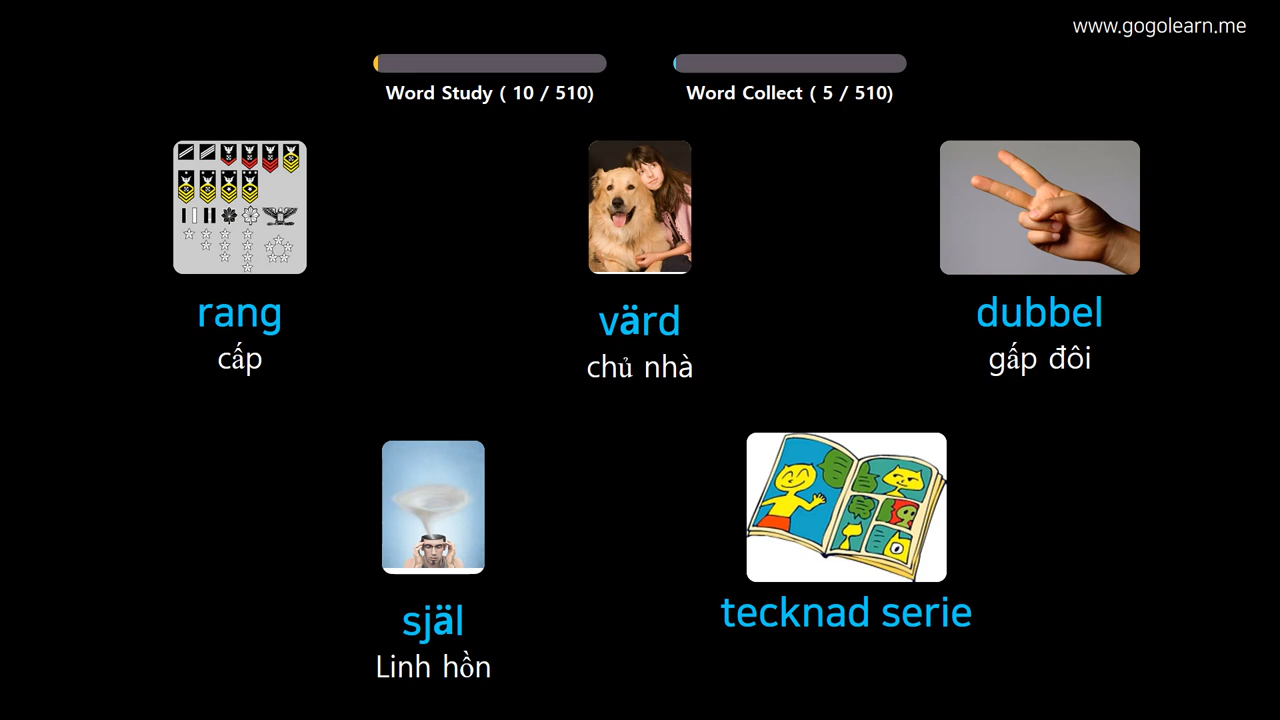 www.gogolearn.me
Word Study ( 10 / 510)
Word Collect ( 5 / 510)
rang
cấp
värd
chủ nhà
dubbel
gấp đôi
själ
Linh hồn
tecknad serie